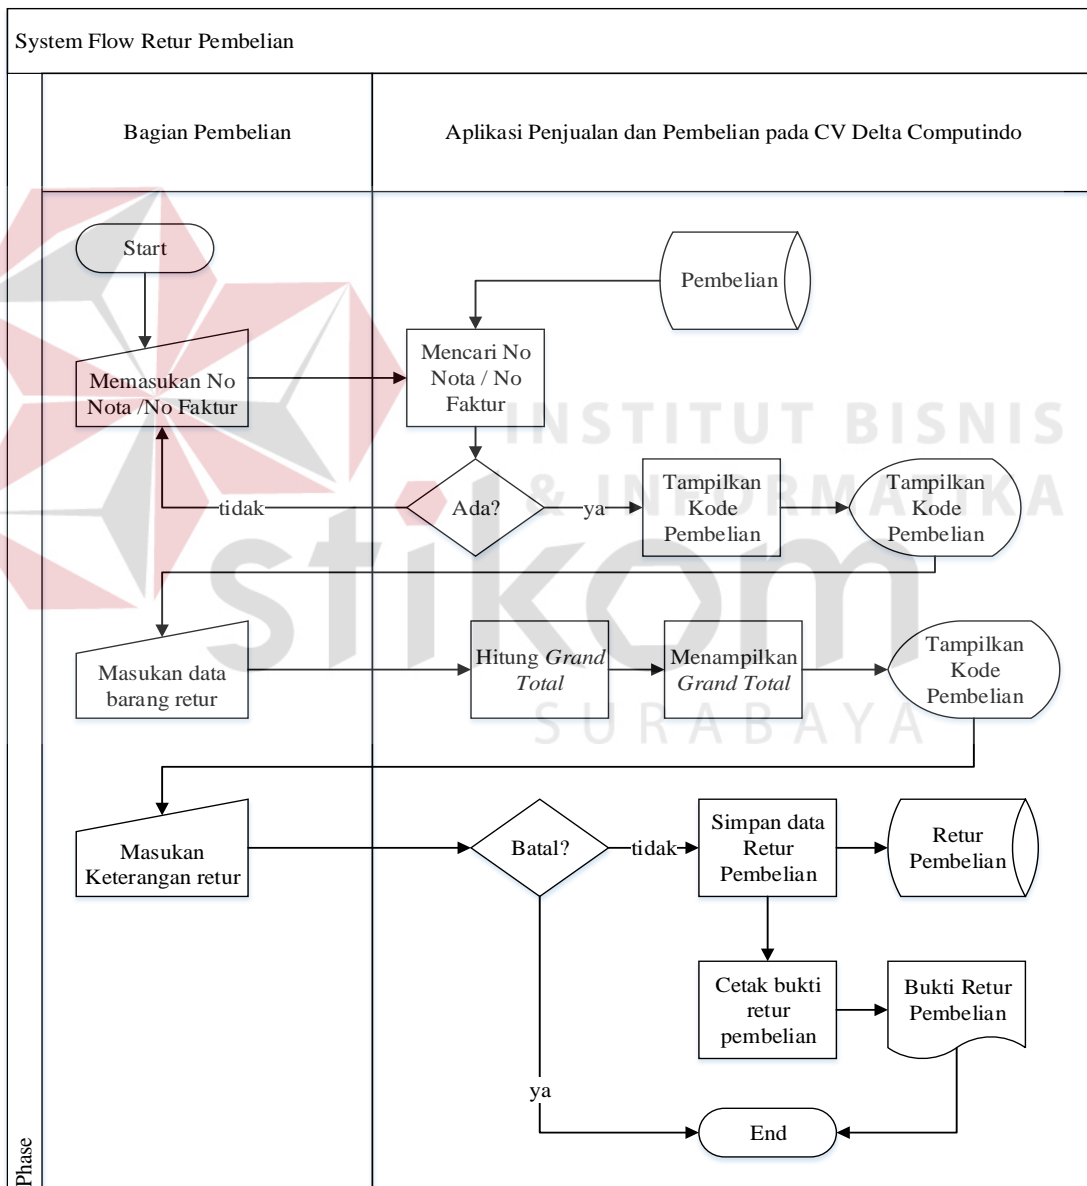 System Flow Retur Pembelian
Bagian Pembelian
Aplikasi Penjualan dan Pembelian pada CV Delta Computindo
Start
Pembelian
Memasukan No
Nota /No Faktur
Mencari No
Nota / No
Faktur
INSTITUT BISNIS
& INFORMATIKA
stikom
SURABAYA
Ada?
tidak
ya
Tampilkan
Kode
Pembelian
Tampilkan
Kode
Pembelian
Masukan data
barang retur
Hitung Grand
Total
Menampilkan
Grand Total
Tampilkan
Kode
Pembelian
Masukan
Keterangan retur
Batal?
tidak
Simpan data
Retur
Pembelian
Retur
Pembelian
Cetak bukti
retur
pembelian
Bukti Retur
Pembelian
ya
End
Phase